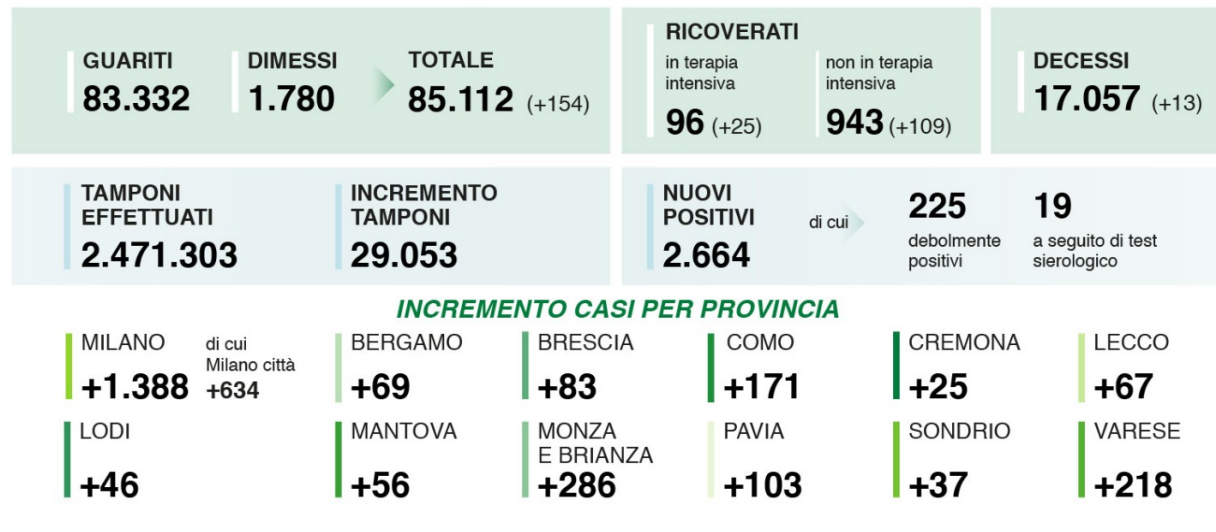 GUARITI
83.332
DIMESSI
1.780
TOTALE
85.112 (+154)
RICOVERATI
in terapia
intensiva
96 (+25)
non in terapia
intensiva
943 (+109)
DECESSI
17.057 (+13)
TAMPONI
EFFETTUATI
2.471.303
INCREMENTO
TAMPONI
29.053
NUOVI
POSITIVI
2.664
di cui
225
debolmente
positivi
19
a seguito di test
sierologico
INCREMENTO CASI PER PROVINCIA
MILANO
+1.388
di cui
Milano città
+634
BERGAMO
+69
BRESCIA
+83
COMO
+171
CREMONA
+25
LECCO
+67
LODI
+46
MANTOVA
+56
MONZA
E BRIANZA
+286
PAVIA
+103
SONDRIO
+37
VARESE
+218